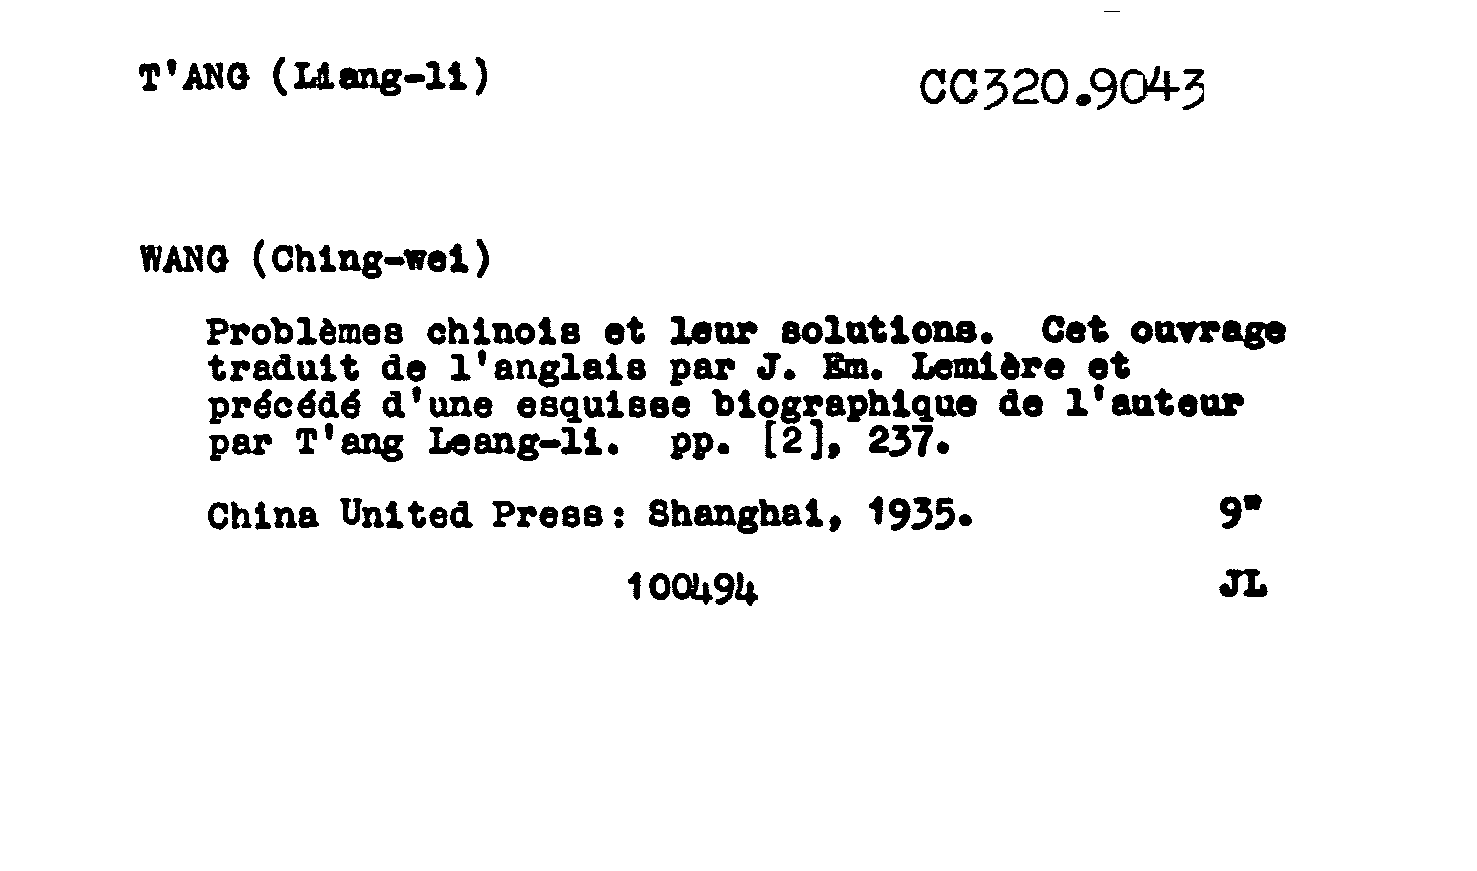 T'ANG (Liang-li)
CC320.9043
WANG (Ching-wei)
Problèmes chinois et leur solutions. Cet ouvrage
traduit de l'anglais par J. Em. Lemière et
précédé d'une esquisse biographique de l'auteur
par T'ang Leang-li. pp. [2], 237.
China United Press: Shanghai, 1935. 9"
100494 JL